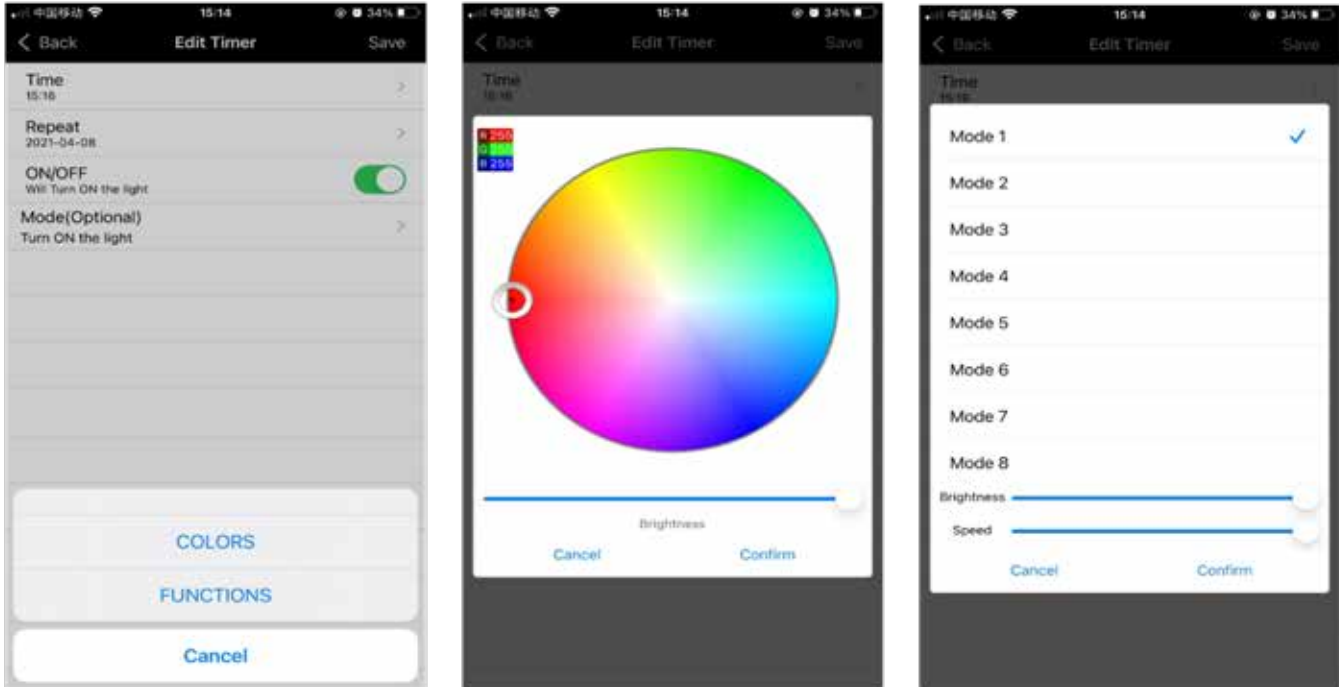 中国移动 15:14 34%
Back Edit Timer Save
Time
15:16
Repeat
2021-04-08
ON/OFF
Will Turn ON the light
Mode(Optional)
Turn ON the light
COLORS
FUNCTIONS
Cancel
中国移动 15:14 34%
Back Edit Timer Save
Time
15:16
R 255
G
B 255
Brightness
Cancel Confirm
中国移动 15:14 34%
Back Edit Timer Save
Time
15:16
Mode 1
Mode 2
Mode 3
Mode 4
Mode 5
Mode 6
Mode 7
Mode 8
Brightness
Speed
Cancel Confirm